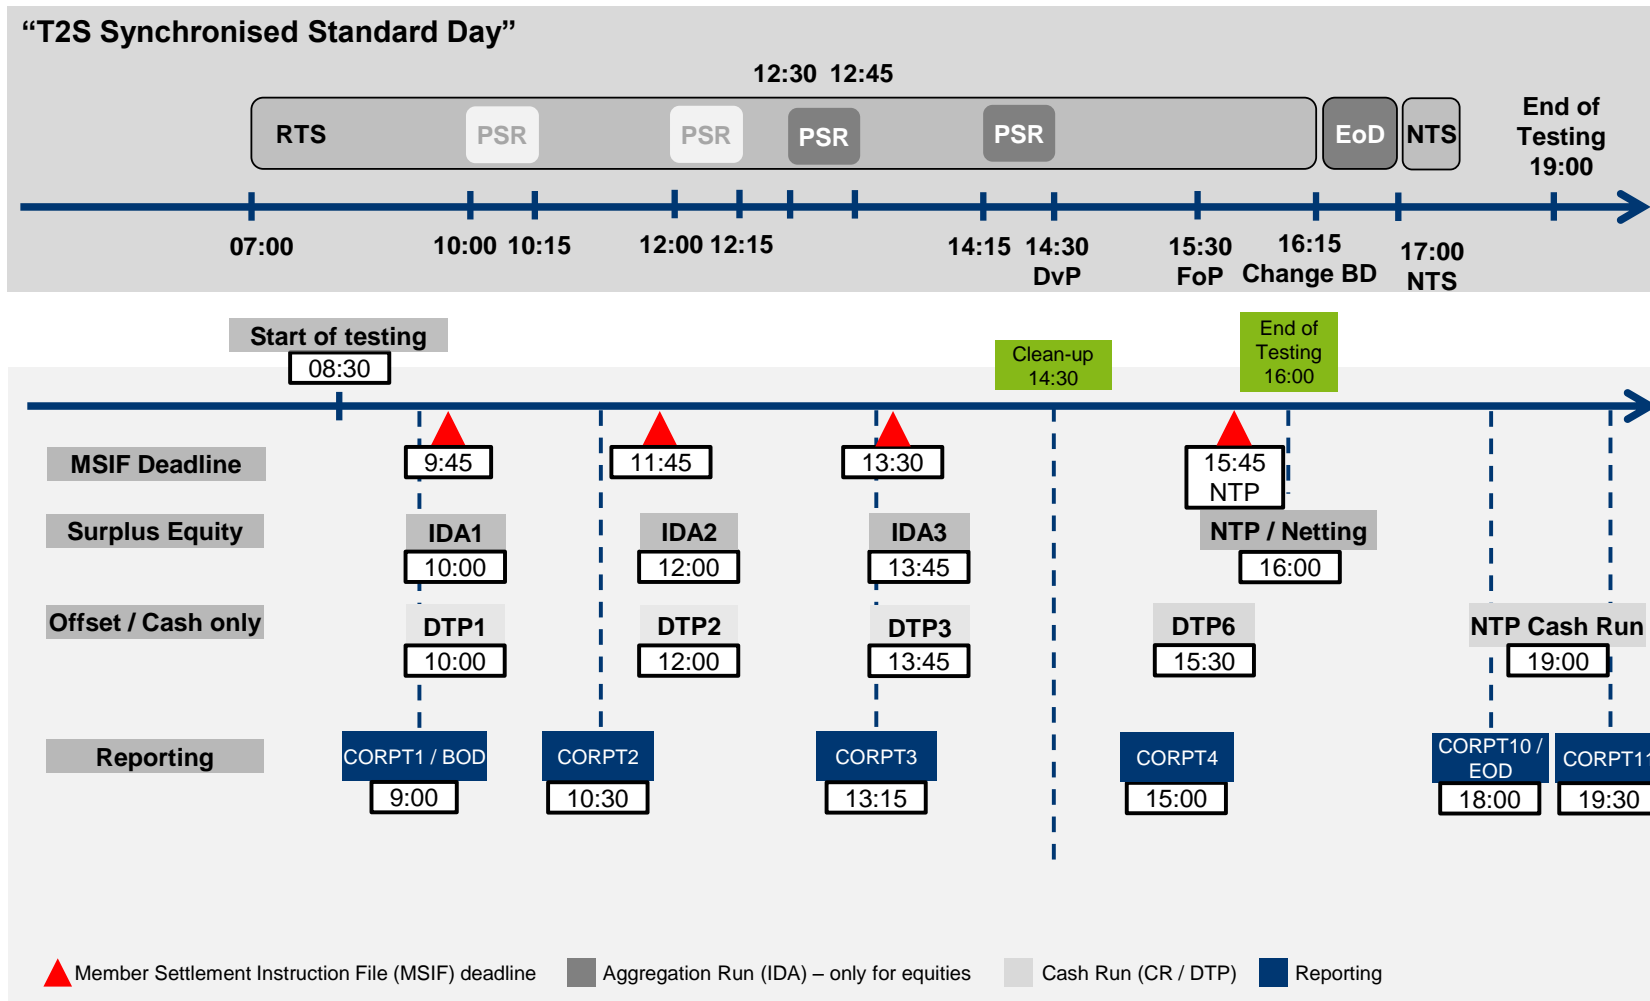 “T2S Synchronised Standard Day”
12:30 12:45
RTS
PSR
PSR
PSR
PSR
EoD
NTS
End of
Testing
19:00
07:00
10:00 10:15
12:00 12:15
14:15
14:30
DvP
15:30
FoP
16:15
Change BD
17:00
NTS
Start of testing
08:30
Clean-up
14:30
End of
Testing
16:00
MSIF Deadline
9:45
11:45
13:30
15:45
NTP
Surplus Equity
IDA1
10:00
IDA2
12:00
IDA3
13:45
NTP / Netting
16:00
Offset / Cash only
DTP1
10:00
DTP2
12:00
DTP3
13:45
DTP6
15:30
NTP Cash Run
19:00
Reporting
CORPT1 / BOD
9:00
CORPT2
10:30
CORPT3
13:15
CORPT4
15:00
CORPT10 /
EOD
18:00
CORPT11
19:30
Member Settlement Instruction File (MSIF) deadline
Aggregation Run (IDA) – only for equities
Cash Run (CR / DTP)
Reporting